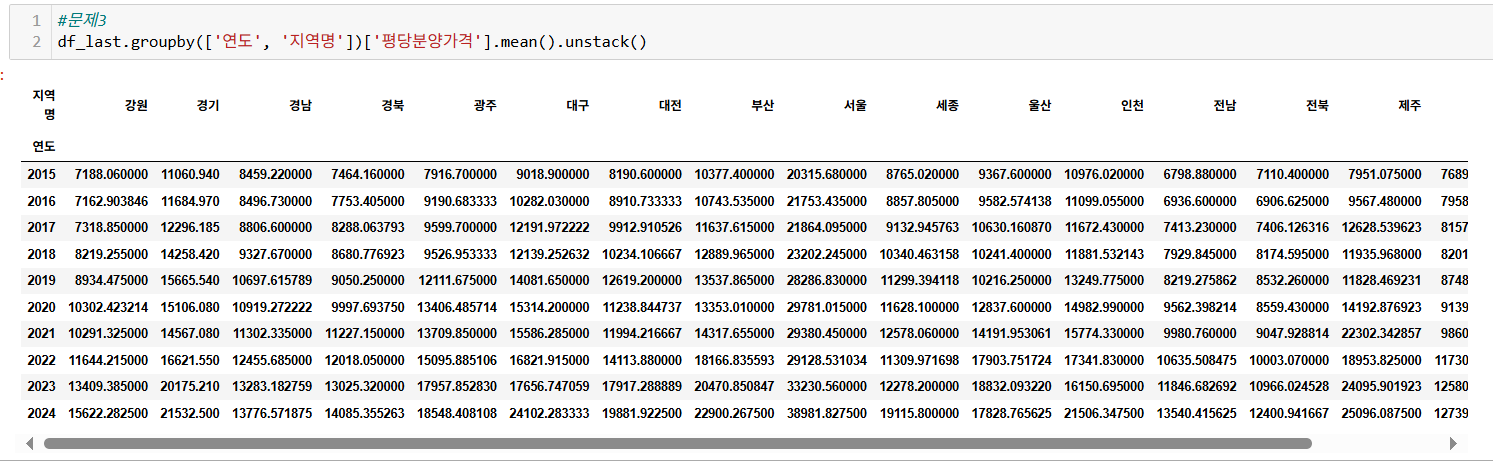 1 #문제3
2 df_last.groupby(['연도', '지역명'])['평당분양가격'].mean().unstack()
:
지역명 강원 경기 경남 경북 광주 대구 대전 부산 서울 세종 울산 인천 전남 전북 제주
연도
2015 7188.060000 11060.940 8459.220000 7464.160000 7916.700000 9018.900000 8190.600000 10377.400000 20315.680000 8765.020000 9367.600000 10976.020000 6798.880000 7110.400000 7951.075000 7689
2016 7162.903846 11684.970 8496.730000 7753.405000 9190.683333 10282.030000 8910.733333 10743.535000 21753.435000 8857.805000 9582.574138 11099.055000 6936.600000 6906.625000 9567.480000 7958
2017 7318.850000 12296.185 8806.600000 8288.063793 9599.700000 12191.972222 9912.910526 11637.615000 21864.095000 9132.945763 10630.160870 11672.430000 7413.230000 7406.126316 12628.539623 8157
2018 8219.255000 14258.420 9327.670000 8680.776923 9526.953333 12139.252632 10234.106667 12889.965000 23202.245000 10340.463158 10241.400000 11881.532143 7929.845000 8174.595000 11935.968000 8201
2019 8934.475000 15665.540 10697.615789 9050.250000 12111.675000 14081.650000 12619.200000 13537.865000 28286.830000 11299.394118 10216.250000 13249.775000 8219.275862 8532.260000 11828.469231 8748
2020 10302.423214 15106.080 10919.272222 9997.693750 13406.485714 15314.200000 11238.844737 13353.010000 29781.015000 11628.100000 12837.600000 14982.990000 9562.398214 8559.430000 14192.876923 9139
2021 10291.325000 14567.080 11302.335000 11227.150000 13709.850000 15586.285000 11994.216667 14317.655000 29380.450000 12578.060000 14191.953061 15774.330000 9980.760000 9047.928814 22302.342857 9860
2022 11644.215000 16621.550 12455.685000 12018.050000 15095.885106 16821.915000 14113.880000 18166.835593 29128.531034 11309.971698 17903.751724 17341.830000 10635.508475 10003.070000 18953.825000 11730
2023 13409.385000 20175.210 13283.182759 13025.320000 17957.852830 17656.747059 17917.288889 20470.850847 33230.560000 12278.200000 18832.093220 16150.695000 11846.682692 10966.024528 24095.901923 12580
2024 15622.282500 21532.500 13776.571875 14085.355263 18548.408108 24102.283333 19881.922500 22900.267500 38981.827500 19115.800000 17828.765625 21506.347500 13540.415625 12400.941667 25096.087500 12739